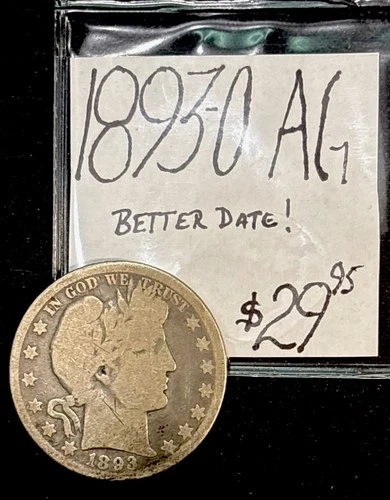 1893-O AG
BETTER DATE!
$29.95
IN GOD WE TRUST
1893